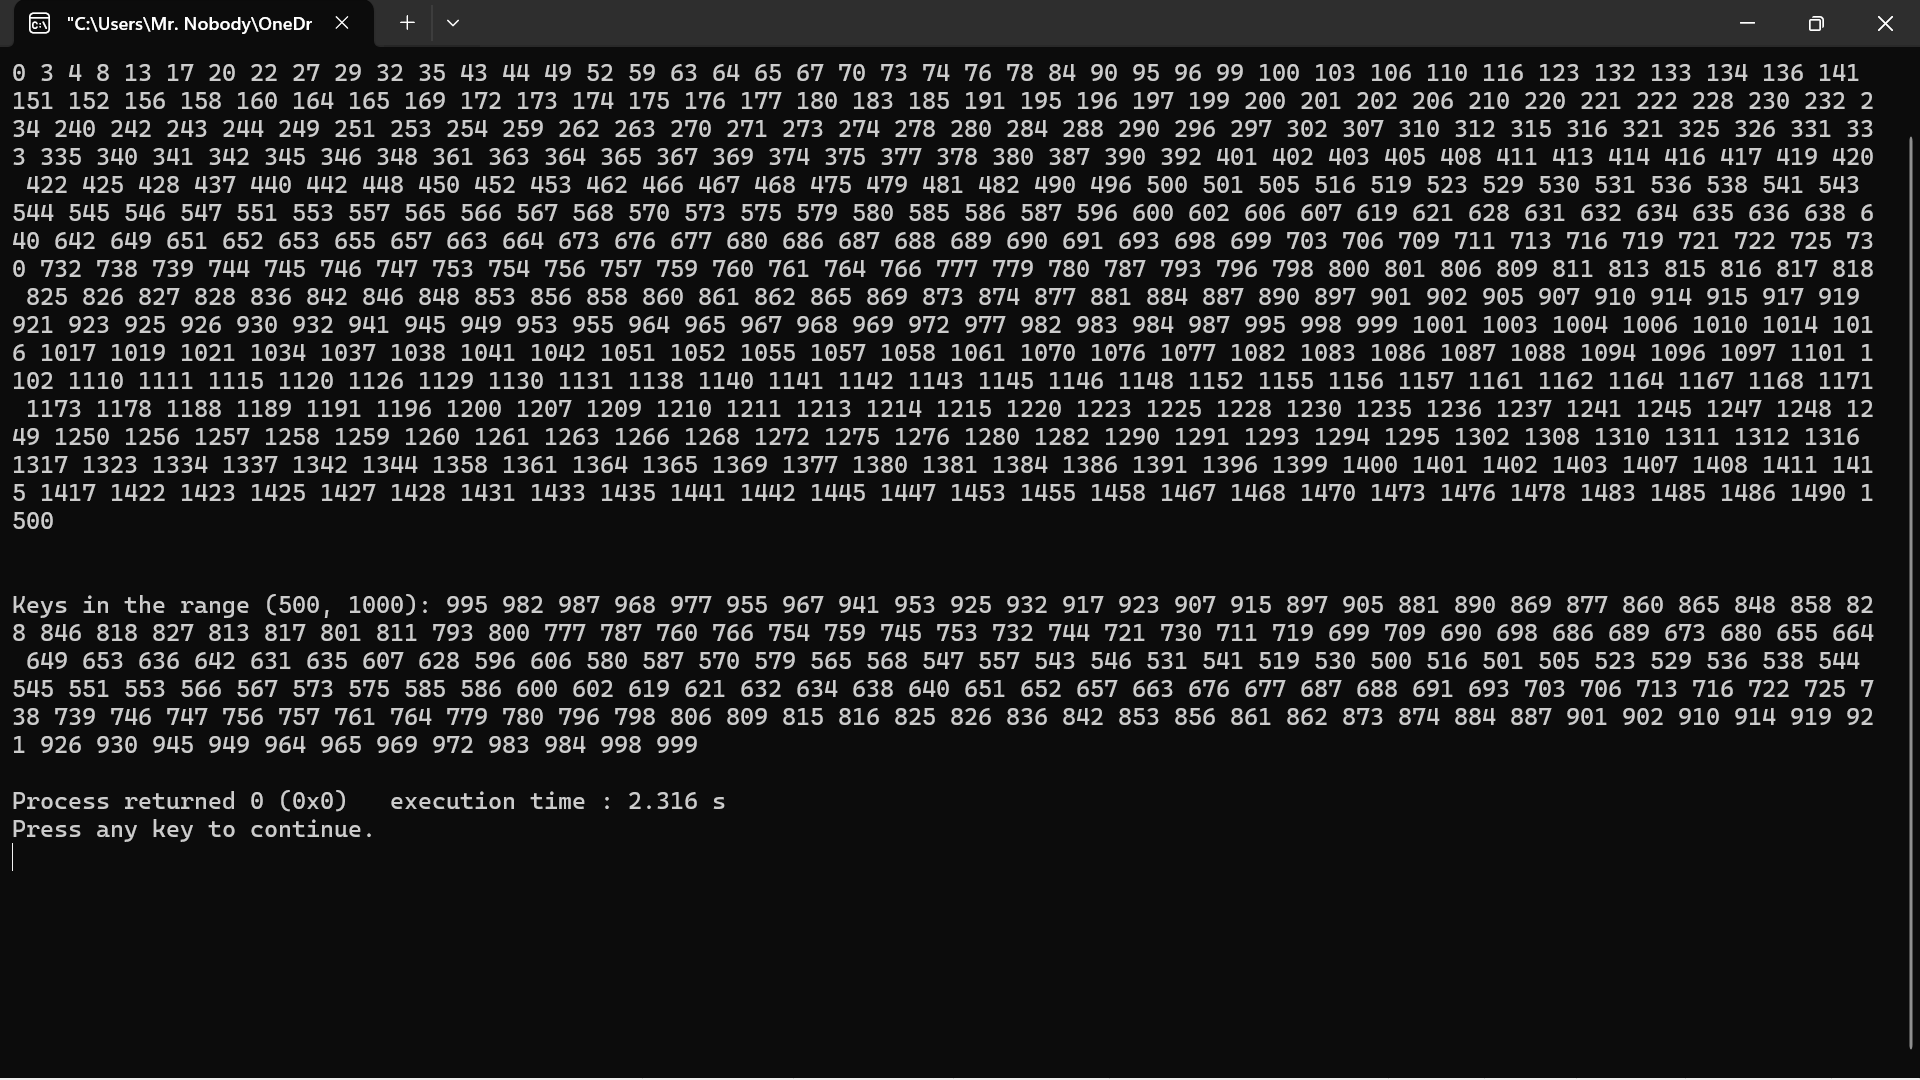 "C:\Users\Mr. Nobody\OneDr
0 3 4 8 13 17 20 22 27 29 32 35 43 44 49 52 59 63 64 65 67 70 73 74 76 78 84 90 95 96 99 100 103 106 110 116 123 132 133 134 136 141
151 152 156 158 160 164 165 169 172 173 174 175 176 177 180 183 185 191 195 196 197 199 200 201 202 206 210 220 221 222 228 230 232 2
34 240 242 243 244 249 251 253 254 259 262 263 270 271 273 274 278 280 284 288 290 296 297 302 307 310 312 315 316 321 325 326 331 33
3 335 340 341 342 345 346 348 361 363 364 365 367 369 374 375 377 378 380 387 390 392 401 402 403 405 408 411 413 414 416 417 419 420
422 425 428 437 440 442 448 450 452 453 462 466 467 468 475 479 481 482 490 496 500 501 505 516 519 523 529 530 531 536 538 541 543
544 545 546 547 551 553 557 565 566 567 568 570 573 575 579 580 585 586 587 596 600 602 606 607 619 621 628 631 632 634 635 636 638 6
40 642 649 651 652 653 655 657 663 664 673 676 677 680 686 687 688 689 690 691 693 698 699 703 706 709 711 713 716 719 721 722 725 73
0 732 738 739 744 745 746 747 753 754 756 757 759 760 761 764 766 777 779 780 787 793 796 798 800 801 806 809 811 813 815 816 817 818
825 826 827 828 836 842 846 848 853 856 858 860 861 862 865 869 873 874 877 881 884 887 890 897 901 902 905 907 910 914 915 917 919
921 923 925 926 930 932 941 945 949 953 955 964 965 967 968 969 972 977 982 983 984 987 995 998 999 1001 1003 1004 1006 1010 1014 101
6 1017 1019 1021 1034 1037 1038 1041 1042 1051 1052 1055 1057 1058 1061 1070 1076 1077 1082 1083 1086 1087 1088 1094 1096 1097 1101 1
102 1110 1111 1115 1120 1126 1129 1130 1131 1138 1140 1141 1142 1143 1145 1146 1148 1152 1155 1156 1157 1161 1162 1164 1167 1168 1171
1173 1178 1188 1189 1191 1196 1200 1207 1209 1210 1211 1213 1214 1215 1220 1223 1225 1228 1230 1235 1236 1237 1241 1245 1247 1248 12
49 1250 1256 1257 1258 1259 1260 1261 1263 1266 1268 1272 1275 1276 1280 1282 1290 1291 1293 1294 1295 1302 1308 1310 1311 1312 1316
1317 1323 1334 1337 1342 1344 1358 1361 1364 1365 1369 1377 1380 1381 1384 1386 1391 1396 1399 1400 1401 1402 1403 1407 1408 1411 141
5 1417 1422 1423 1425 1427 1428 1431 1433 1435 1441 1442 1445 1447 1453 1455 1458 1467 1468 1470 1473 1476 1478 1483 1485 1486 1490 1
500
Keys in the range (500, 1000): 995 982 987 968 977 955 967 941 953 925 932 917 923 907 915 897 905 881 890 869 877 860 865 848 858 82
8 846 818 827 813 817 801 811 793 800 777 787 760 766 754 759 745 753 732 744 721 730 711 719 699 709 690 698 686 689 673 680 655 664
649 653 636 642 631 635 607 628 596 606 580 587 570 579 565 568 547 557 543 546 531 541 519 530 500 516 501 505 523 529 536 538 544
545 551 553 566 567 573 575 585 586 600 602 619 621 632 634 638 640 651 652 657 663 676 677 687 688 691 693 703 706 713 716 722 725 7
38 739 746 747 756 757 761 764 779 780 796 798 806 809 815 816 825 826 836 842 853 856 861 862 873 874 884 887 901 902 910 914 919 92
1 926 930 945 949 964 965 969 972 983 984 998 999
Process returned 0 (0x0)   execution time : 2.316 s
Press any key to continue.